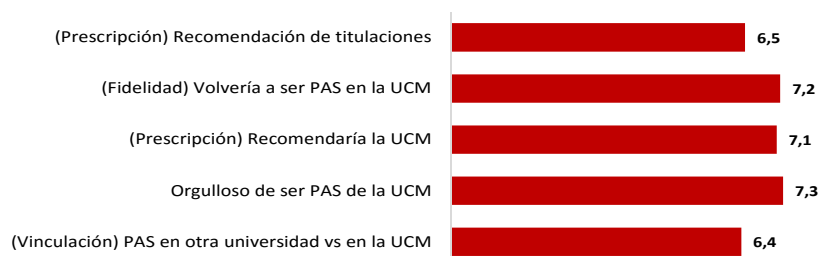 (Prescripción) Recomendación de titulaciones 6,5
(Fidelidad) Volvería a ser PAS en la UCM 7,2
(Prescripción) Recomendaría la UCM 7,1
Orgulloso de ser PAS de la UCM 7,3
(Vinculación) PAS en otra universidad vs en la UCM 6,4